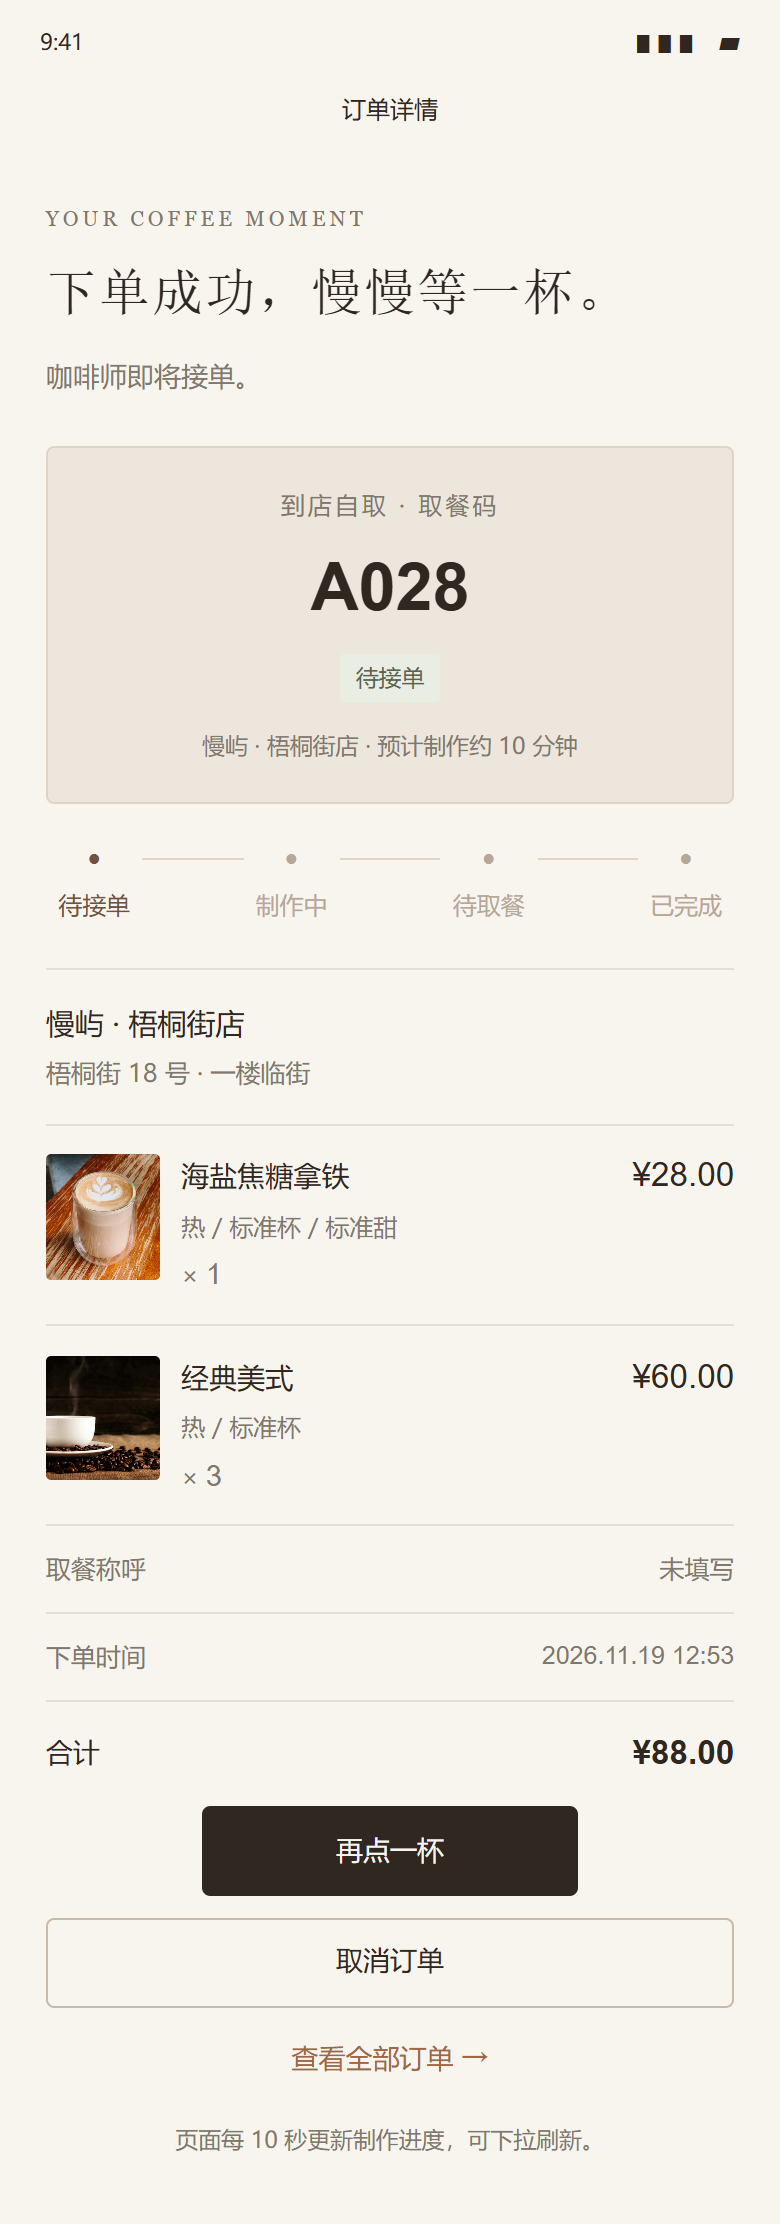 9:41
订单详情
YOUR COFFEE MOMENT
下单成功，慢慢等一杯。
咖啡师即将接单。
到店自取 · 取餐码
A028
待接单
慢屿 · 梧桐街店 · 预计制作约 10 分钟
待接单 制作中 待取餐 已完成
慢屿 · 梧桐街店
梧桐街 18 号 · 一楼临街
海盐焦糖拿铁 ¥28.00
热 / 标准杯 / 标准甜
× 1
经典美式 ¥60.00
热 / 标准杯
× 3
取餐称呼 未填写
下单时间 2026.11.19 12:53
合计 ¥88.00
再点一杯
取消订单
查看全部订单 →
页面每 10 秒更新制作进度，可下拉刷新。